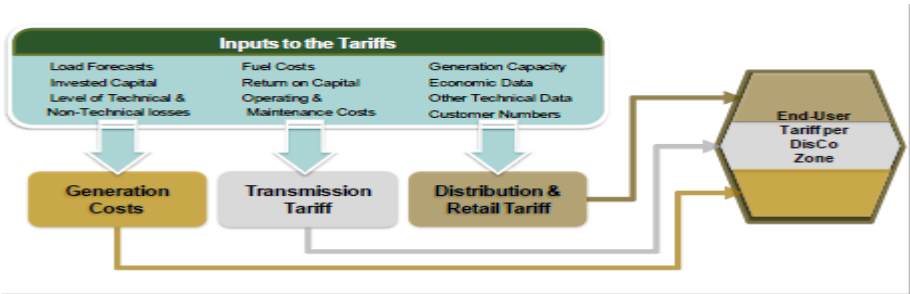 Inputs to the Tariffs
Load Forecasts
Invested Capital
Level of Technical &
Non-Technical losses
Fuel Costs
Return on Capital
Operating &
Maintenance Costs
Generation Capacity
Economic Data
Other Technical Data
Customer Numbers
Generation
Costs
Transmission
Tariff
Distribution &
Retail Tariff
End-User
Tariff per
DisCo
Zone